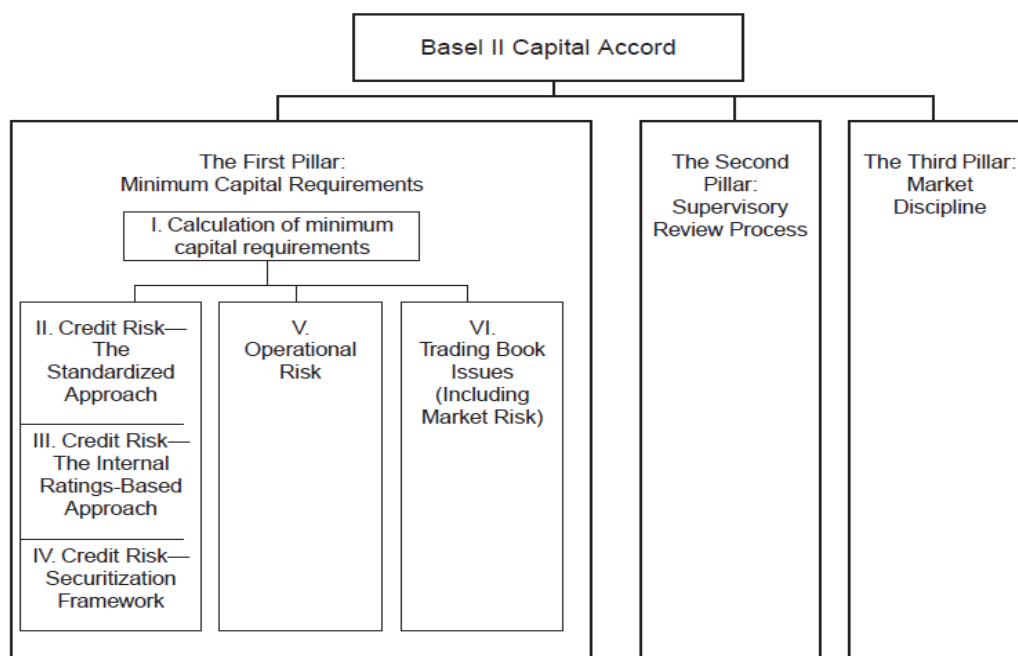 Basel II Capital Accord
The First Pillar:
Minimum Capital Requirements
I. Calculation of minimum
capital requirements
II. Credit Risk—
The
Standardized
Approach
III. Credit Risk—
The Internal
Ratings-Based
Approach
IV. Credit Risk—
Securitization
Framework
V.
Operational
Risk
VI.
Trading Book
Issues
(Including
Market Risk)
The Second
Pillar:
Supervisory
Review Process
The Third Pillar:
Market
Discipline